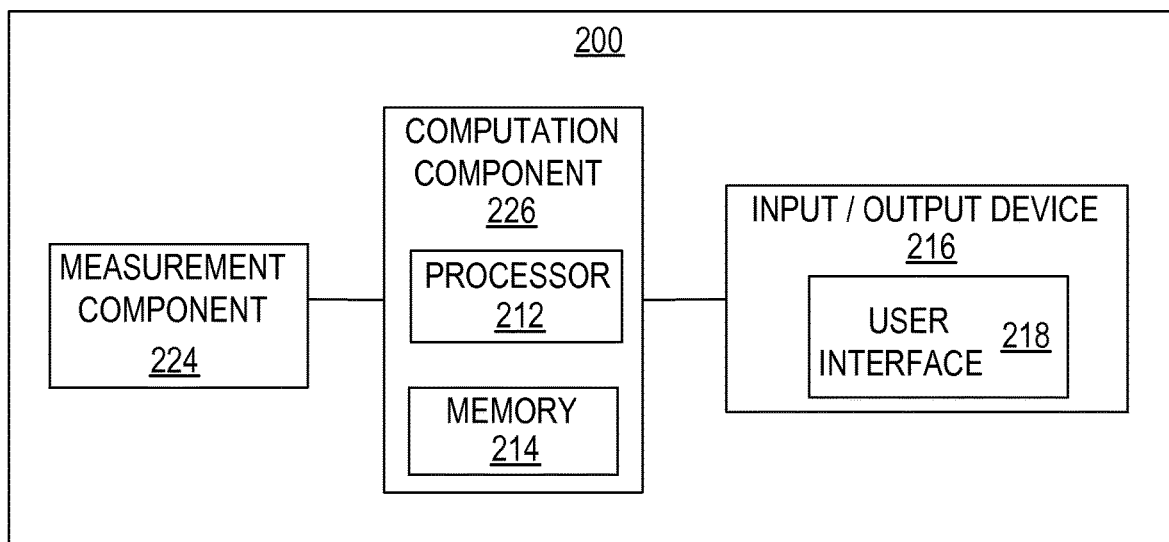 200
MEASUREMENT
COMPONENT
224
COMPUTATION
COMPONENT
226
PROCESSOR
212
MEMORY
214
INPUT / OUTPUT DEVICE
216
USER
INTERFACE
218